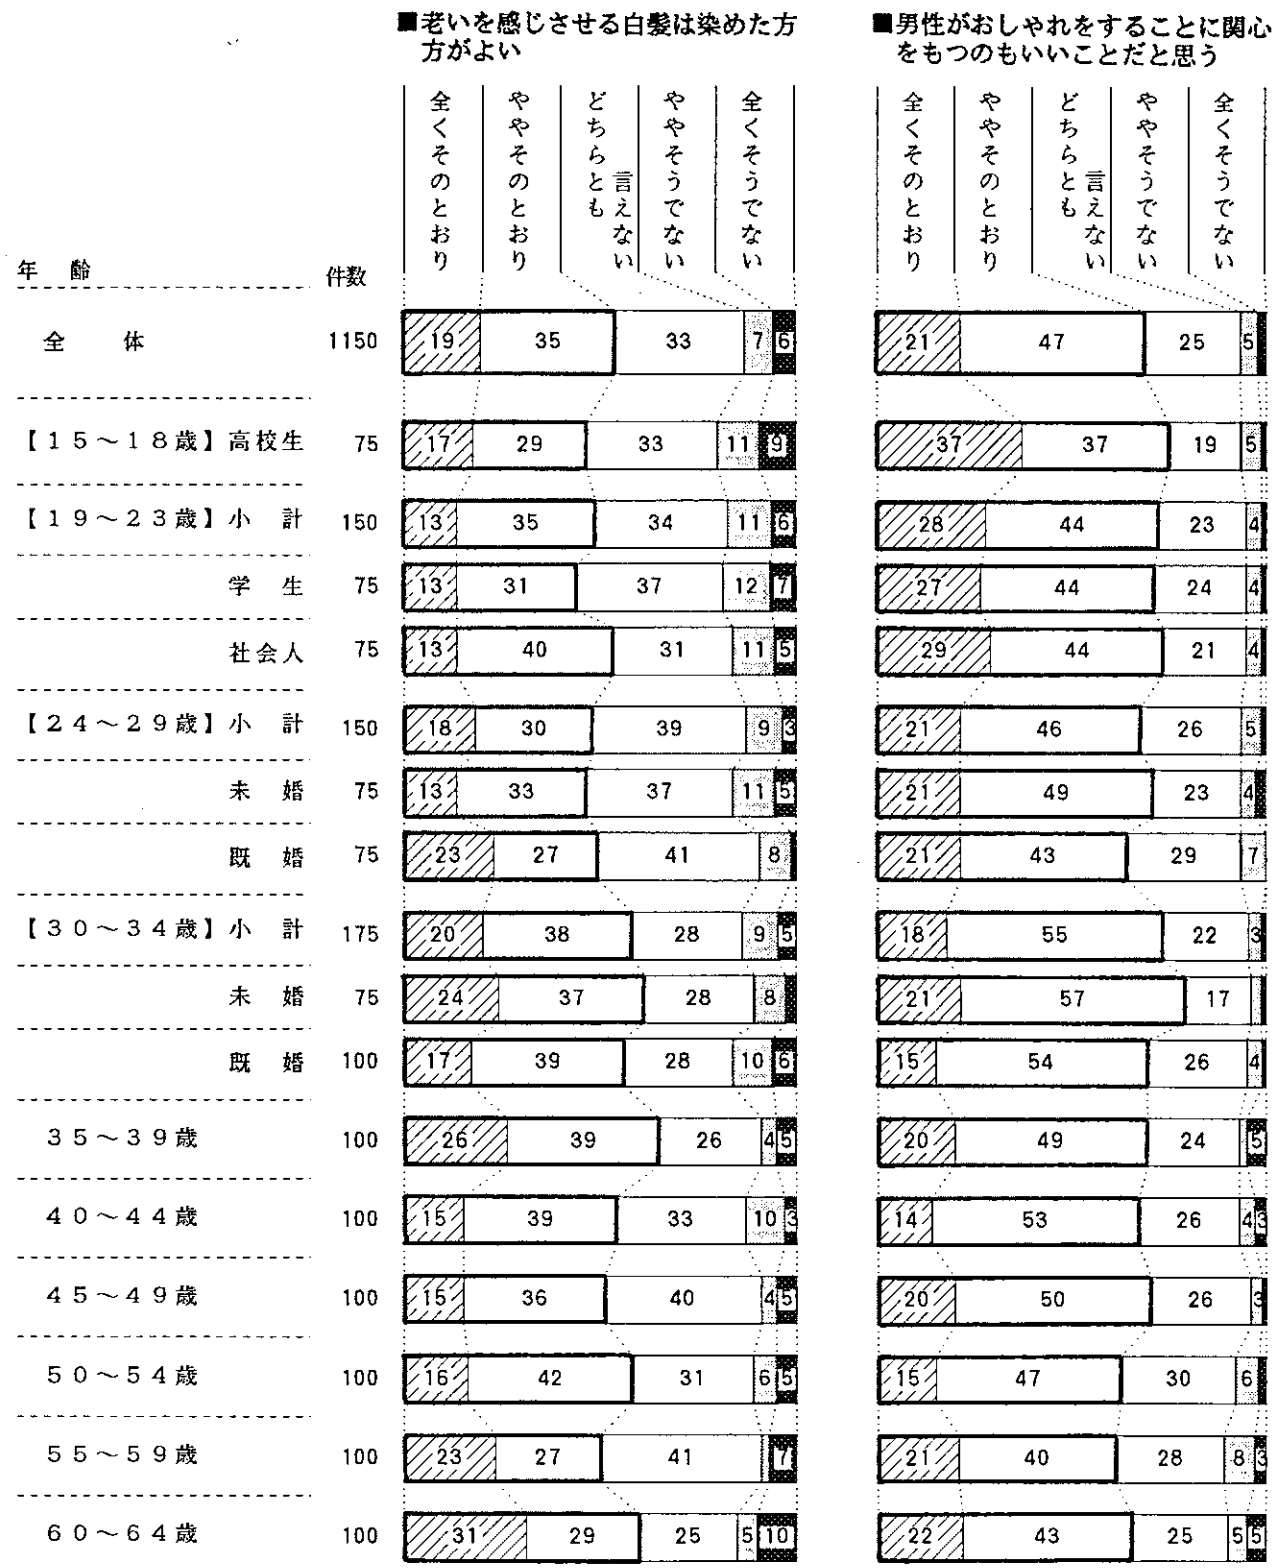 ■老いを感じさせる白髪は染めた方
方がよい
■男性がおしゃれをすることに関心
をもつのもいいことだと思う
全くそのとおり
ややそのとおり
どちらとも
言えない
ややそうでない
全くそうでない
全くそのとおり
ややそのとおり
どちらとも
言えない
ややそうでない
全くそうでない
年 齢 件数
全 体 1150 19 35 33 7 6 21 47 25 5
【15～18歳】高校生 75 17 29 33 11 9 37 37 19 5
【19～23歳】小 計 150 13 35 34 11 6 28 44 23 4
学 生 75 13 31 37 12 7 27 44 24 4
社会人 75 13 40 31 11 5 29 44 21 4
【24～29歳】小 計 150 18 30 39 9 3 21 46 26 5
未 婚 75 13 33 37 11 5 21 49 23 4
既 婚 75 23 27 41 8 21 43 29 7
【30～34歳】小 計 175 20 38 28 9 5 18 55 22 3
未 婚 75 24 37 28 8 21 57 17
既 婚 100 17 39 28 10 6 15 54 26 4
35～39歳 100 26 39 26 4 5 20 49 24 5
40～44歳 100 15 39 33 10 3 14 53 26 4 3
45～49歳 100 15 36 40 4 5 20 50 26 3
50～54歳 100 16 42 31 6 5 15 47 30 6
55～59歳 100 23 27 41 7 21 40 28 8 3
60～64歳 100 31 29 25 5 10 22 43 25 5 5